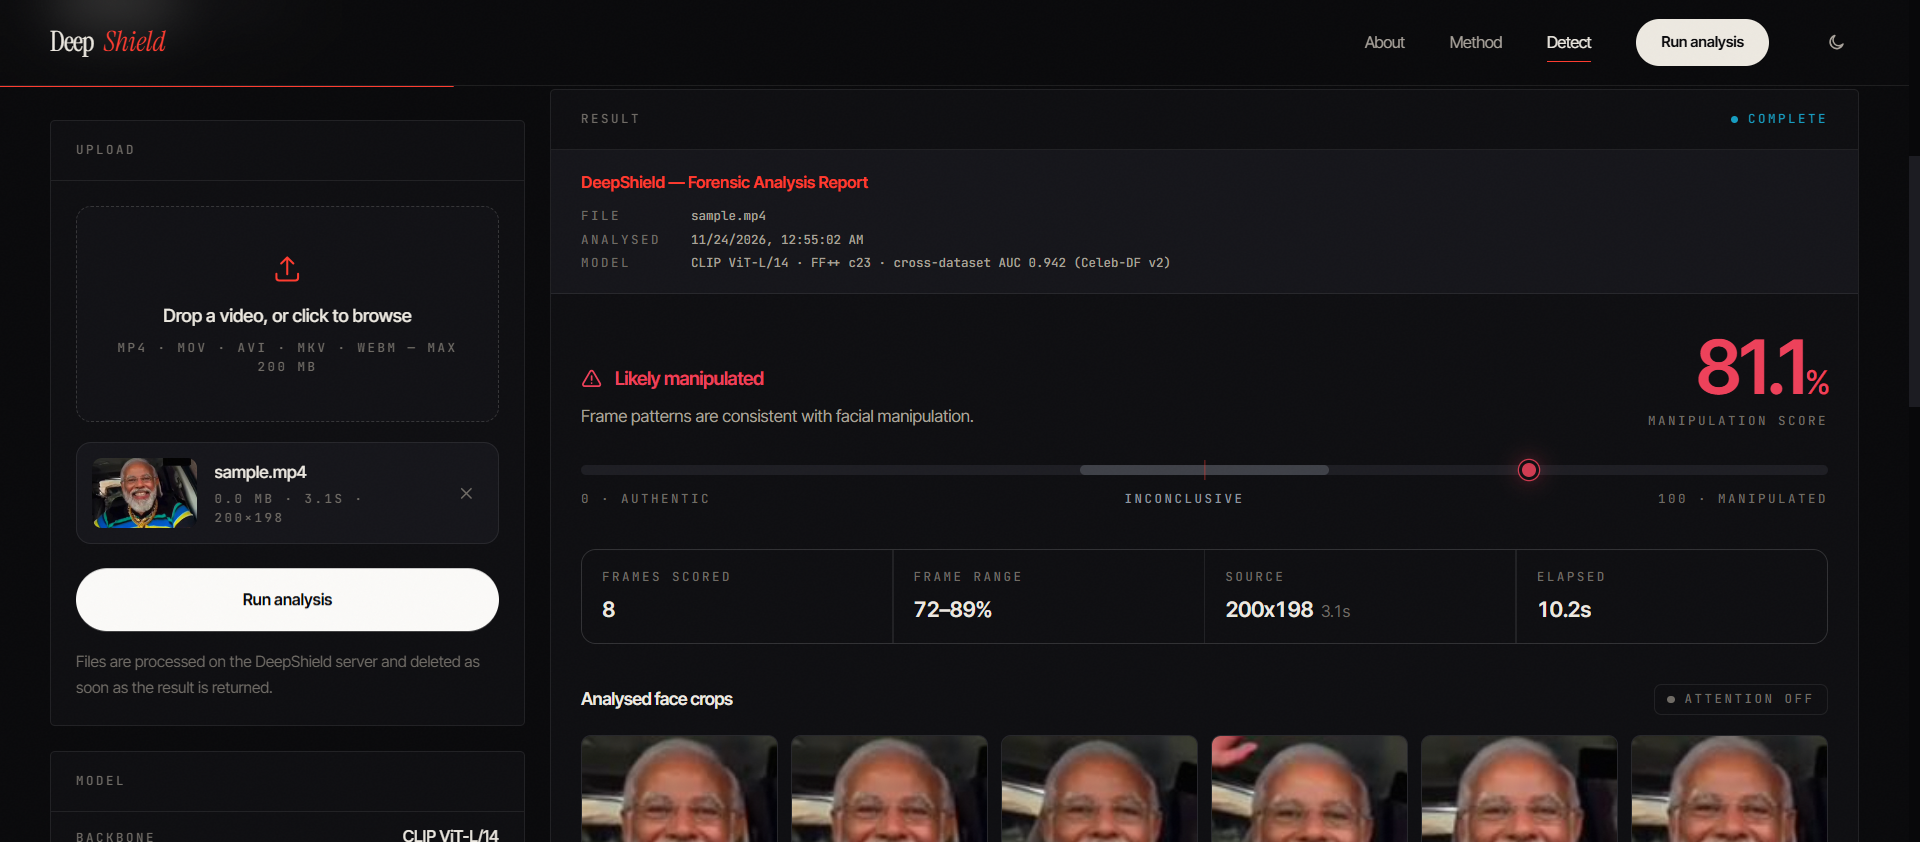 Deep Shield
About
Method
Detect
Run analysis
UPLOAD
Drop a video, or click to browse
MP4 · MOV · AVI · MKV · WEBM — MAX
200 MB
sample.mp4
0.0 MB · 3.1S ·
200×198
Run analysis
Files are processed on the DeepShield server and deleted as
soon as the result is returned.
MODEL
BACKBONE
CLIP ViT-L/14
RESULT
COMPLETE
DeepShield — Forensic Analysis Report
FILE sample.mp4
ANALYSED 11/24/2026, 12:55:02 AM
MODEL CLIP ViT-L/14 · FF++ c23 · cross-dataset AUC 0.942 (Celeb-DF v2)
Likely manipulated
Frame patterns are consistent with facial manipulation.
81.1%
MANIPULATION SCORE
0 · AUTHENTIC
INCONCLUSIVE
100 · MANIPULATED
FRAMES SCORED
8
FRAME RANGE
72–89%
SOURCE
200x198 3.1s
ELAPSED
10.2s
Analysed face crops
ATTENTION OFF